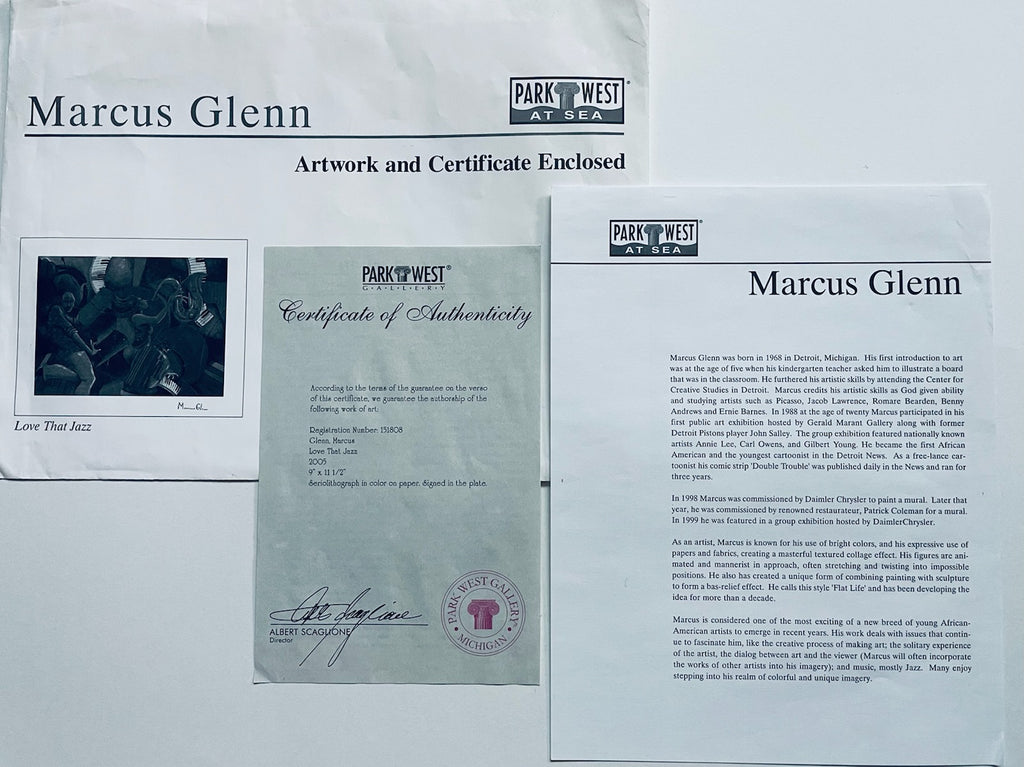 Marcus Glenn
PARK WEST
AT SEA
Artwork and Certificate Enclosed
Love That Jazz
PARK WEST®
G·A·L·L·E·R·Y
Certificate of Authenticity
According to the terms of the guarantee on the verso
of this certificate, we guarantee the authorship of the
following work of art:
Registration Number: 151808
Glenn, Marcus
Love That Jazz
2005
9" x 11 1/2"
Seriolithograph in color on paper. Signed in the plate.
ALBERT SCAGLIONE
Director
PARK WEST GALLERY
MICHIGAN
PARK WEST®
AT SEA
Marcus Glenn
Marcus Glenn was born in 1968 in Detroit, Michigan. His first introduction to art
was at the age of five when his kindergarten teacher asked him to illustrate a board
that was in the classroom. He furthered his artistic skills by attending the Center for
Creative Studies in Detroit. Marcus credits his artistic skills as God given ability
and studying artists such as Picasso, Jacob Lawrence, Romare Bearden, Benny
Andrews and Ernie Barnes. In 1988 at the age of twenty Marcus participated in his
first public art exhibition hosted by Gerald Marant Gallery along with former
Detroit Pistons player John Salley. The group exhibition featured nationally known
artists Annie Lee, Carl Owens, and Gilbert Young. He became the first African
American and the youngest cartoonist in the Detroit News. As a free-lance car-
toonist his comic strip 'Double Trouble' was published daily in the News and ran for
three years.
In 1998 Marcus was commissioned by Daimler Chrysler to paint a mural. Later that
year, he was commissioned by renowned restaurateur, Patrick Coleman for a mural.
In 1999 he was featured in a group exhibition hosted by DaimlerChrysler.
As an artist, Marcus is known for his use of bright colors, and his expressive use of
papers and fabrics, creating a masterful textured collage effect. His figures are ani-
mated and mannerist in approach, often stretching and twisting into impossible
positions. He also has created a unique form of combining painting with sculpture
to form a bas-relief effect. He calls this style 'Flat Life' and has been developing the
idea for more than a decade.
Marcus is considered one of the most exciting of a new breed of young African-
American artists to emerge in recent years. His work deals with issues that contin-
ue to fascinate him, like the creative process of making art; the solitary experience
of the artist, the dialog between art and the viewer (Marcus will often incorporate
the works of other artists into his imagery); and music, mostly Jazz. Many enjoy
stepping into his realm of colorful and unique imagery.